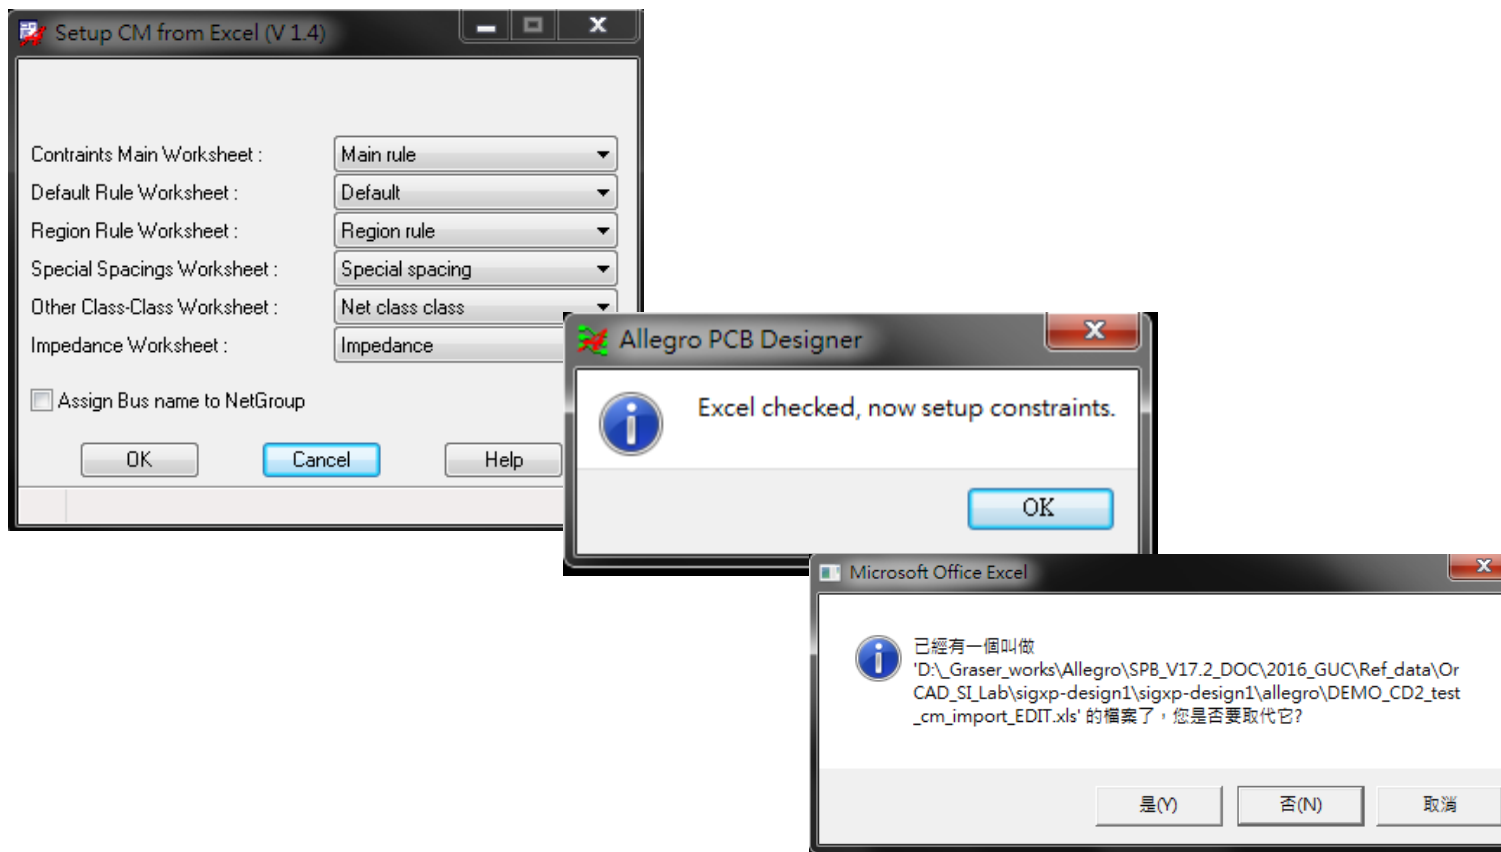 Setup CM from Excel (V 1.4)
Contraints Main Worksheet : Main rule
Default Rule Worksheet : Default
Region Rule Worksheet : Region rule
Special Spacings Worksheet : Special spacing
Other Class-Class Worksheet : Net class class
Impedance Worksheet : Impedance
Assign Bus name to NetGroup
OK Cancel Help
Allegro PCB Designer
Excel checked, now setup constraints.
OK
Microsoft Office Excel
已經有一個叫做
'D:\_Graser_works\Allegro\SPB_V17.2_DOC\2016_GUC\Ref_data\Or
CAD_SI_Lab\sigxp-design1\sigxp-design1\allegro\DEMO_CD2_test
_cm_import_EDIT.xls' 的檔案了，您是否要取代它?
是(Y) 否(N) 取消